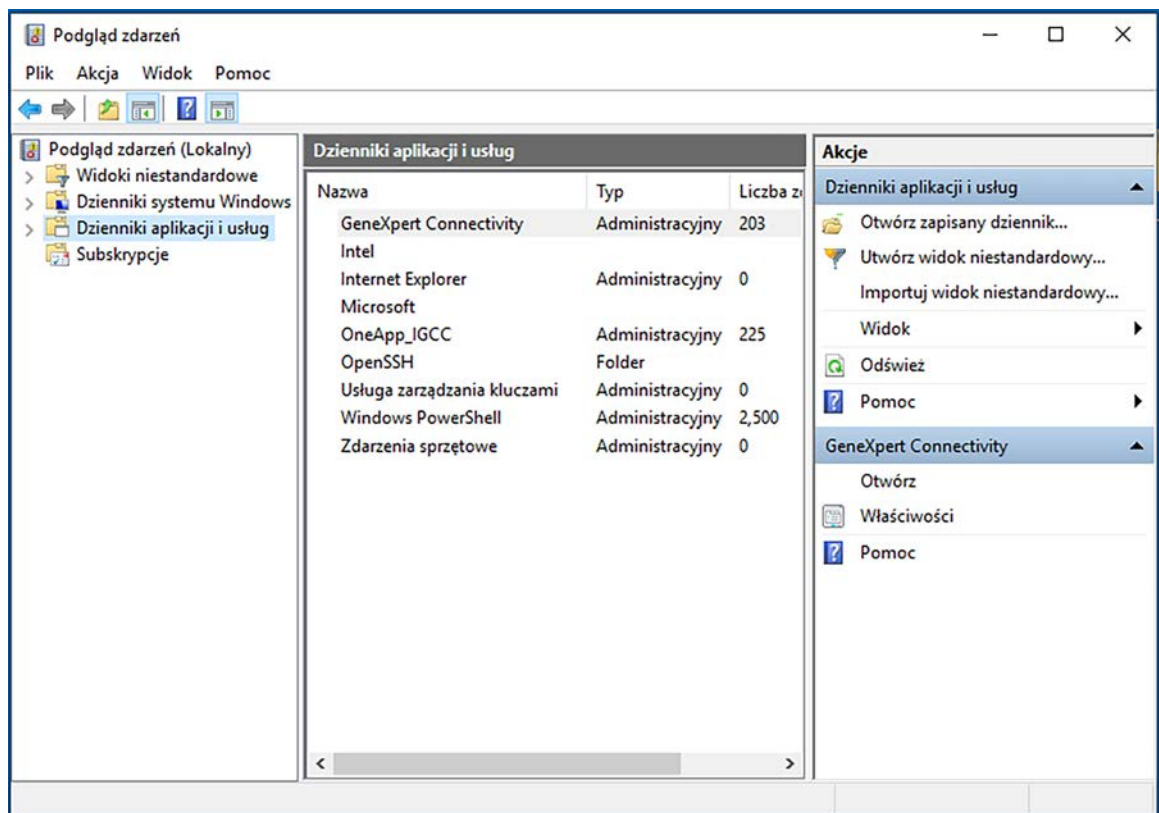 Podgląd zdarzeń
Plik Akcja Widok Pomoc
Podgląd zdarzeń (Lokalny)
Widoki niestandardowe
Dzienniki systemu Windows
Dzienniki aplikacji i usług
Subskrypcje
Dzienniki aplikacji i usług
Nazwa Typ Liczba
GeneXpert Connectivity Administracyjny 203
Intel
Internet Explorer Administracyjny 0
Microsoft
OneApp_IGCC Administracyjny 225
OpenSSH Folder
Usługa zarządzania kluczami Administracyjny 0
Windows PowerShell Administracyjny 2,500
Zdarzenia sprzętowe Administracyjny 0
Akcje
Dzienniki aplikacji i usług
Otwórz zapisany dziennik...
Utwórz widok niestandardowy...
Importuj widok niestandardowy...
Widok
Odśwież
Pomoc
GeneXpert Connectivity
Otwórz
Właściwości
Pomoc